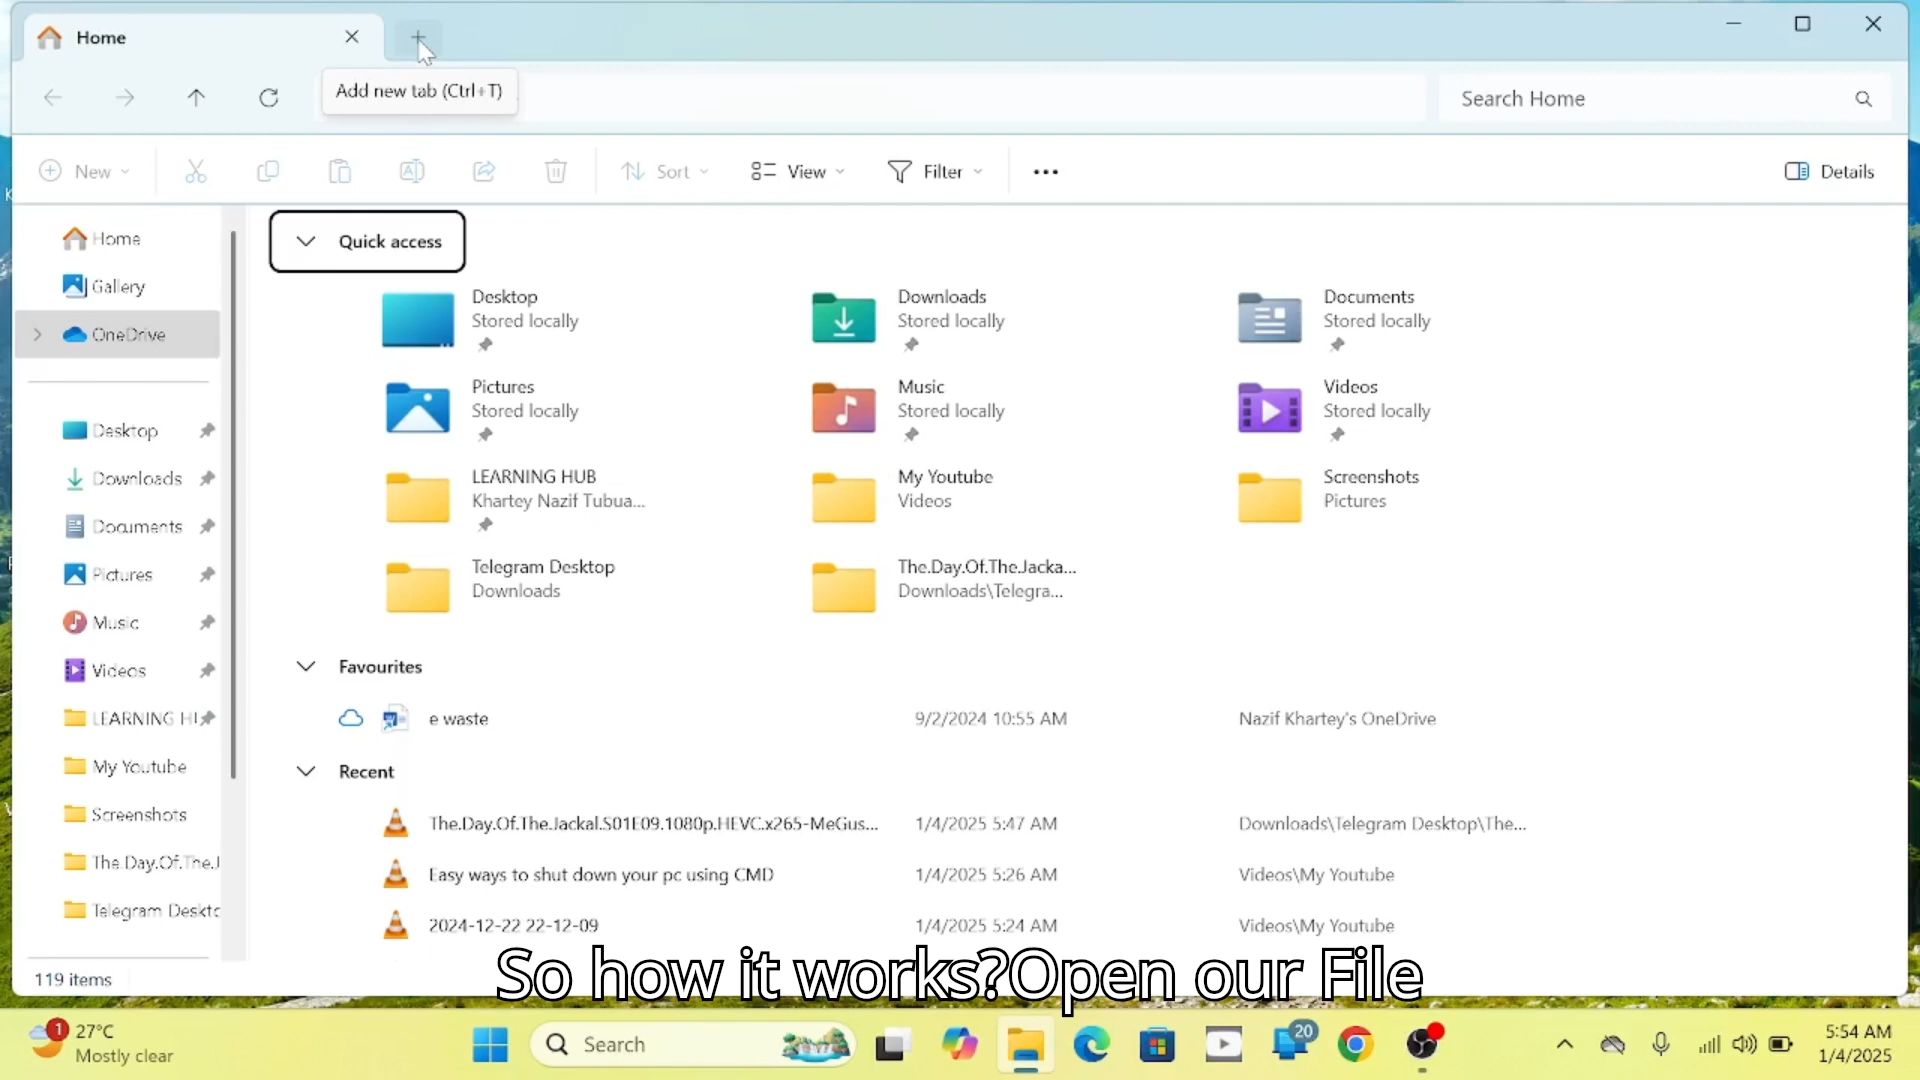 Home
Add new tab (Ctrl+T)
Search Home
New
Sort
View
Filter
Details
Home
Gallery
OneDrive
Desktop
Downloads
Documents
Pictures
Music
Videos
LEARNING HU
My Youtube
Screenshots
The.Day.Of.The.J
Telegram Deskto
119 items
Quick access
Desktop
Stored locally
Downloads
Stored locally
Documents
Stored locally
Pictures
Stored locally
Music
Stored locally
Videos
Stored locally
LEARNING HUB
Khartey Nazif Tubua...
My Youtube
Videos
Screenshots
Pictures
Telegram Desktop
Downloads
The.Day.Of.The.Jacka...
Downloads\Telegra...
Favourites
e waste 9/2/2024 10:55 AM Nazif Khartey's OneDrive
Recent
The.Day.Of.The.Jackal.S01E09.1080p.HEVC.x265-MeGus... 1/4/2025 5:47 AM Downloads\Telegram Desktop\The...
Easy ways to shut down your pc using CMD 1/4/2025 5:26 AM Videos\My Youtube
2024-12-22 22-12-09 1/4/2025 5:24 AM Videos\My Youtube
So how it works?Open our File
1
27°C
Mostly clear
Search
20
5:54 AM
1/4/2025